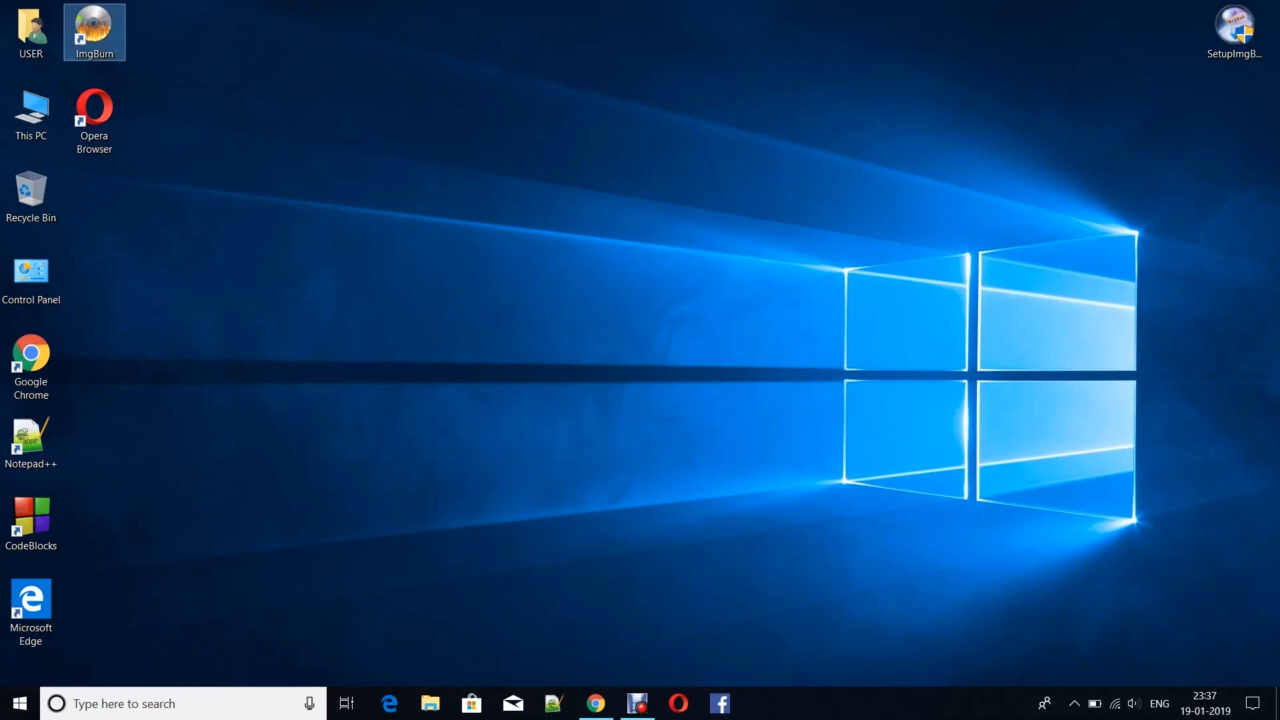 USER
ImgBurn
SetupImgB...
This PC
Opera
Browser
Recycle Bin
Control Panel
Google
Chrome
Notepad++
CodeBlocks
Microsoft
Edge
Type here to search
ENG
23:37
19-01-2019